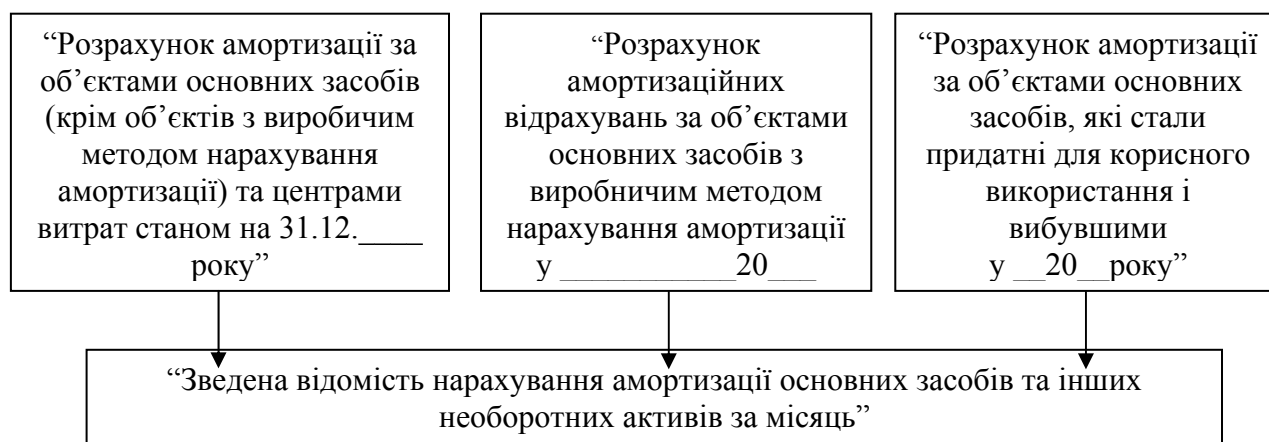 “Розрахунок амортизації за
об’єктами основних засобів
(крім об’єктів з виробичим
методом нарахування
амортизації) та центрами
витрат станом на 31.12.____
року”
“Розрахунок
амортизаційних
відрахувань за об’єктами
основних засобів з
виробничим методом
нарахування амортизації
у ____________20___
“Розрахунок амортизації
за об’єктами основних
засобів, які стали
придатні для корисного
використання і
вибувшими
у __20__року”
“Зведена відомість нарахування амортизації основних засобів та інших
необоротних активів за місяць”